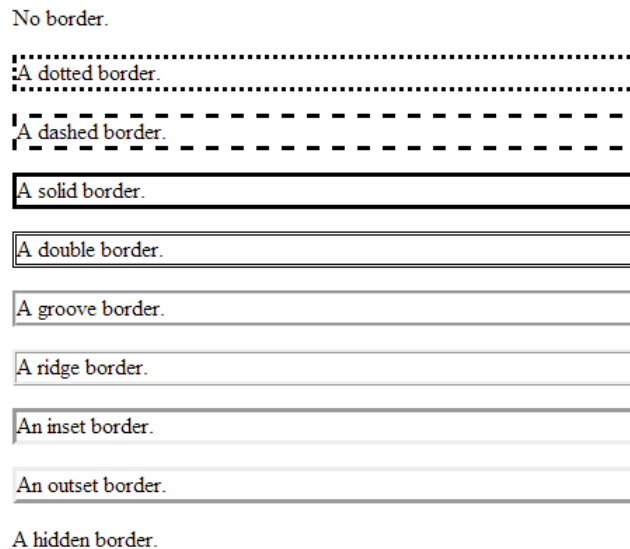 No border.
A dotted border.
A dashed border.
A solid border.
A double border.
A groove border.
A ridge border.
An inset border.
An outset border.
A hidden border.